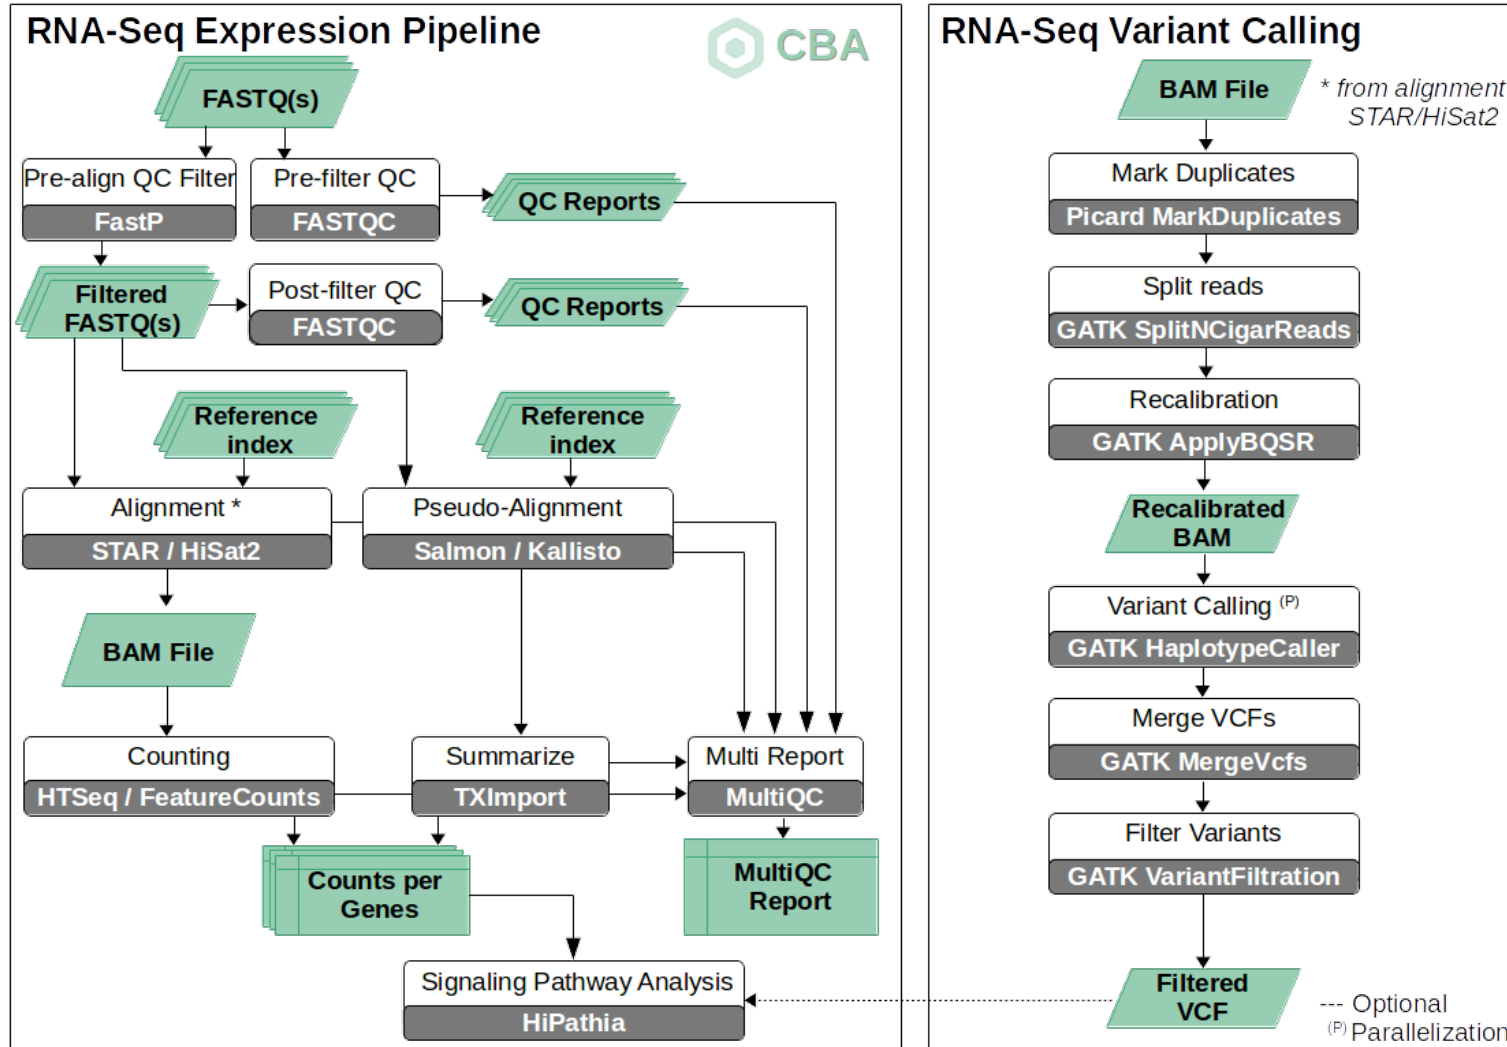 RNA-Seq Expression Pipeline
CBA
FASTQ(s)
Pre-align QC Filter
FastP
Pre-filter QC
FASTQC
QC Reports
Filtered
FASTQ(s)
Post-filter QC
FASTQC
QC Reports
Reference
index
Reference
index
Alignment *
STAR / HiSat2
Pseudo-Alignment
Salmon / Kallisto
BAM File
Counting
HTSeq / FeatureCounts
Summarize
TXImport
Multi Report
MultiQC
Counts per
Genes
MultiQC
Report
Signaling Pathway Analysis
HiPathia
RNA-Seq Variant Calling
BAM File
* from alignment
STAR/HiSat2
Mark Duplicates
Picard MarkDuplicates
Split reads
GATK SplitNCigarReads
Recalibration
GATK ApplyBQSR
Recalibrated
BAM
Variant Calling (P)
GATK HaplotypeCaller
Merge VCFs
GATK MergeVcfs
Filter Variants
GATK VariantFiltration
Filtered
VCF
--- Optional
(P) Parallelization